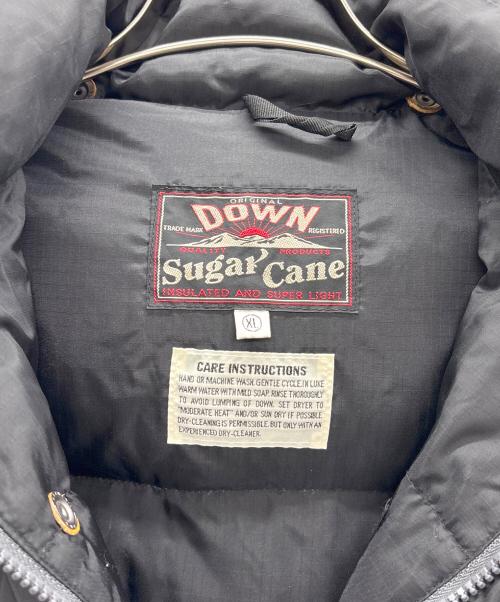 ORIGINAL
DOWN
TRADE MARK REGISTERED
QUALITY PRODUCTS
Sugar Cane
INSULATED AND SUPER LIGHT
XL
CARE INSTRUCTIONS
HAND OR MACHINE WASH. GENTLE CYCLE. IN LUKE
WARM WATER WITH MILD SOAP. RINSE THOROUGHLY
TO AVOID LUMPING OF DOWN. SET DRYER TO
"MODERATE HEAT" AND/OR SUN DRY IF POSSIBLE
DRY-CLEANING IS PERMISSIBLE. BUT ONLY WITH AN
EXPERIENCED DRY-CLEANER.